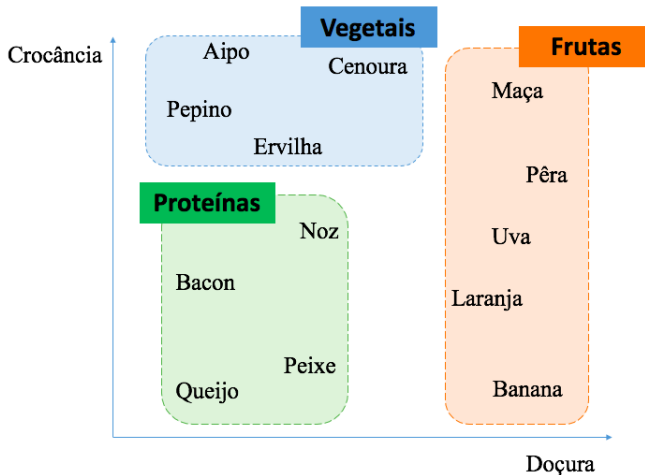 Vegetais
Frutas
Crocância
Aipo
Cenoura
Maça
Pepino
Ervilha
Pêra
Proteínas
Noz
Uva
Bacon
Laranja
Peixe
Queijo
Banana
Doçura